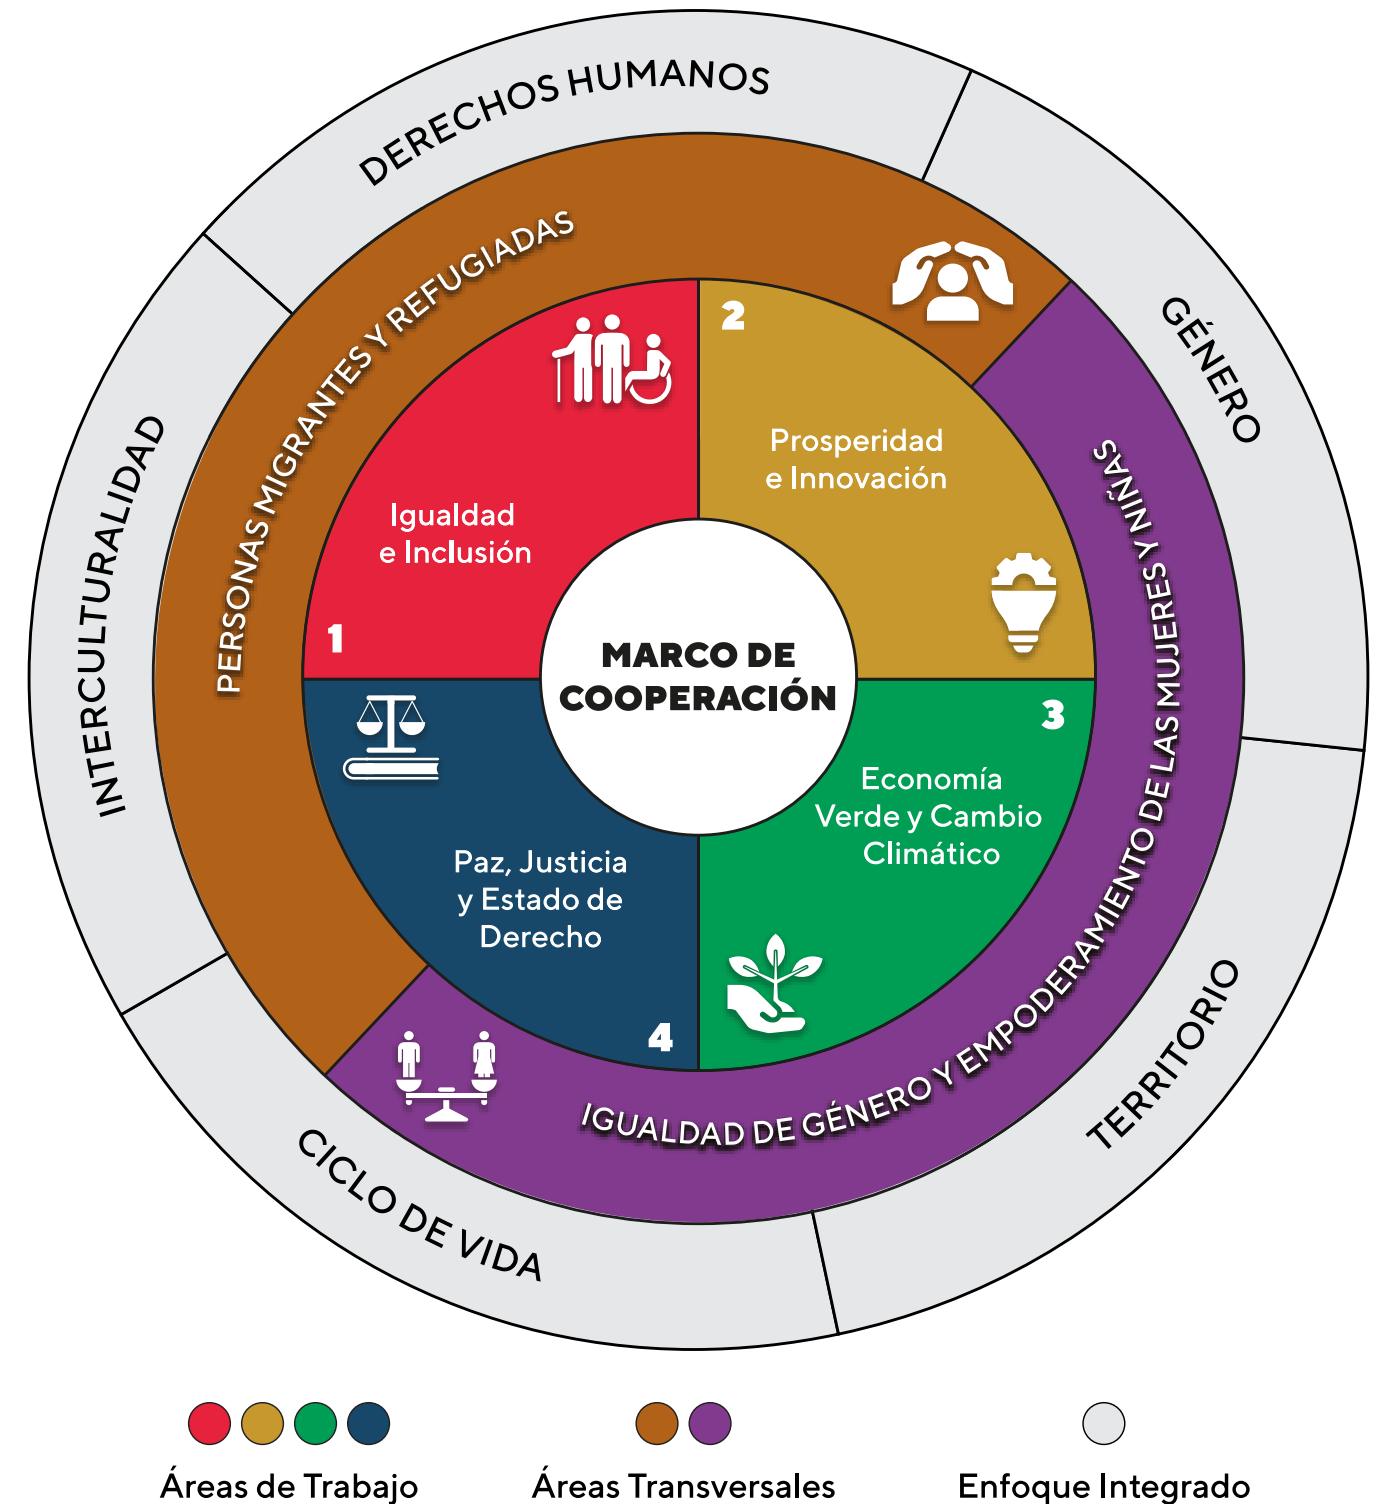 DERECHOS HUMANOS
GÉNERO
TERRITORIO
CICLO DE VIDA
INTERCULTURALIDAD
PERSONAS MIGRANTES Y REFUGIADAS
IGUALDAD DE GÉNERO Y EMPODERAMIENTO DE LAS MUJERES Y NIÑAS
1
Igualdad
e Inclusión
2
Prosperidad
e Innovación
3
Economía
Verde y Cambio
Climático
4
Paz, Justicia
y Estado de
Derecho
MARCO DE
COOPERACIÓN
Áreas de Trabajo
Áreas Transversales
Enfoque Integrado